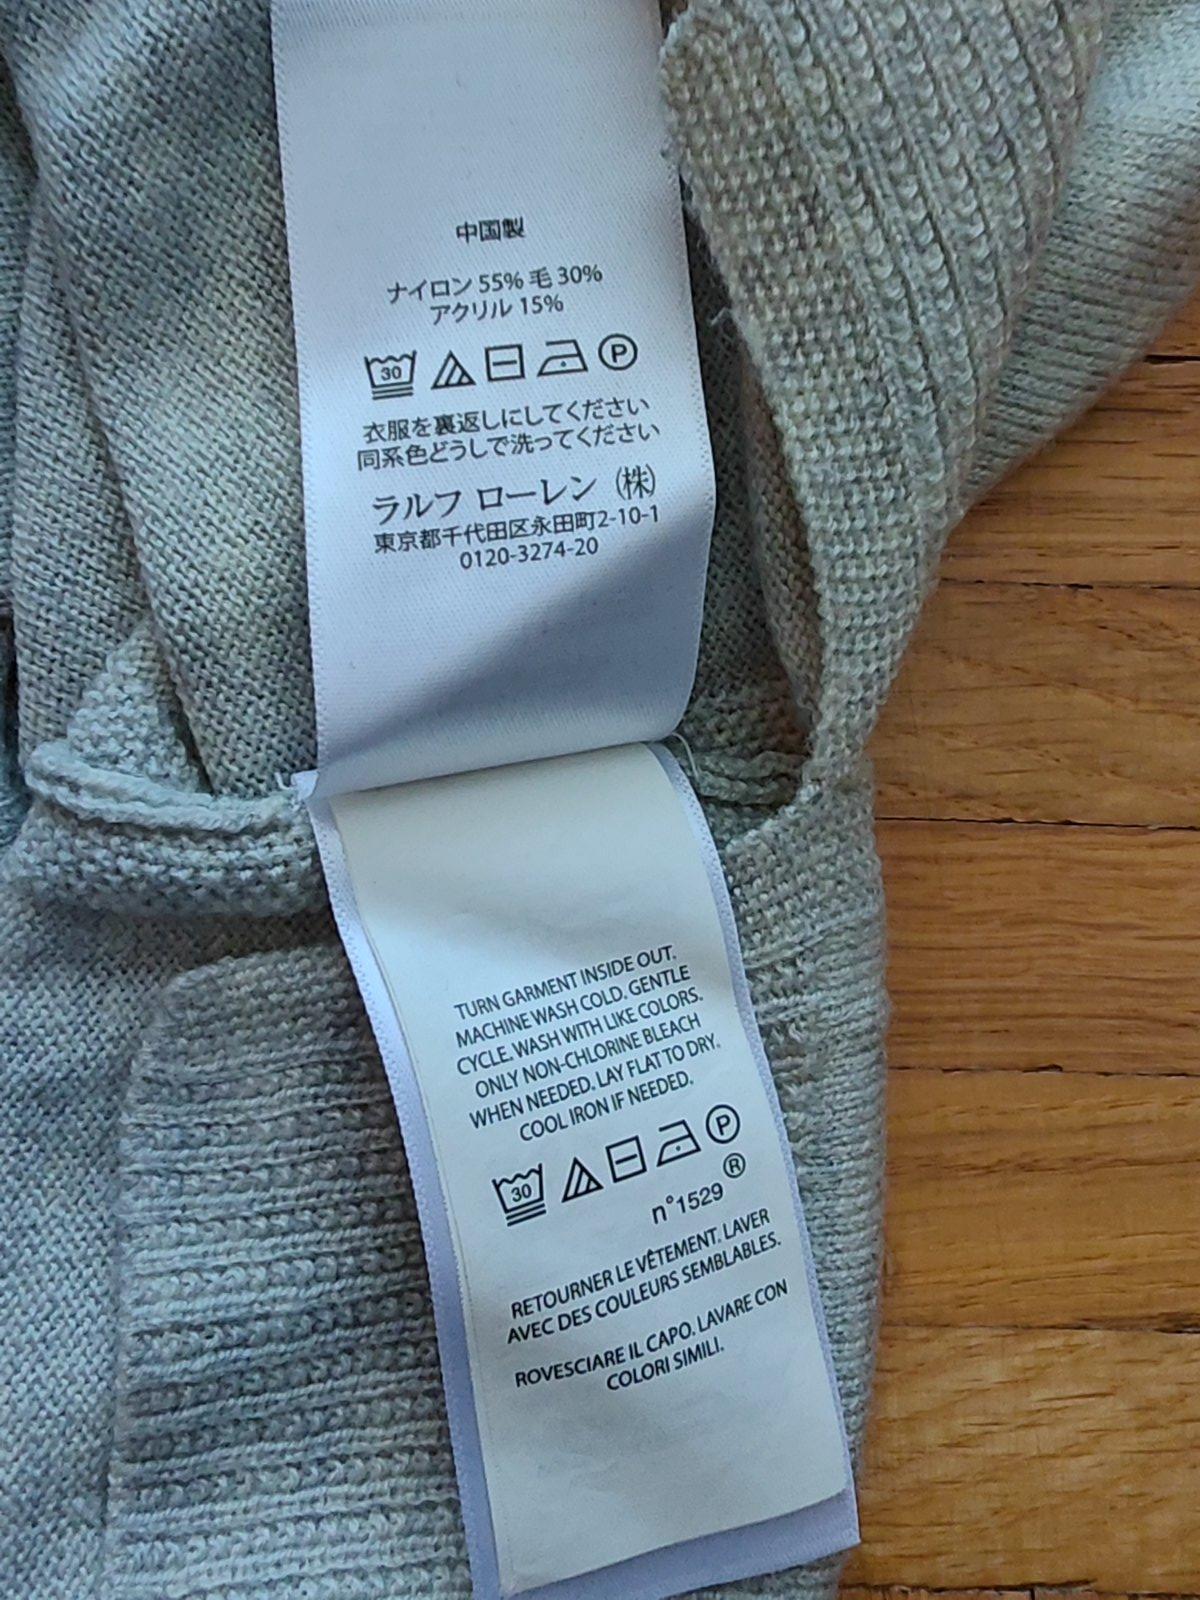 中国製
ナイロン 55% 毛 30%
アクリル 15%
30 P
衣服を裏返しにしてください
同系色どうしで洗ってください
ラルフ ローレン (株)
東京都千代田区永田町2-10-1
0120-3274-20
TURN GARMENT INSIDE OUT.
MACHINE WASH COLD. GENTLE
CYCLE. WASH WITH LIKE COLORS.
ONLY NON-CHLORINE BLEACH
WHEN NEEDED. LAY FLAT TO DRY.
COOL IRON IF NEEDED.
30 P
n°1529 ®
RETOURNER LE VÊTEMENT. LAVER
AVEC DES COULEURS SEMBLABLES.
ROVESCIARE IL CAPO. LAVARE CON
COLORI SIMILI.